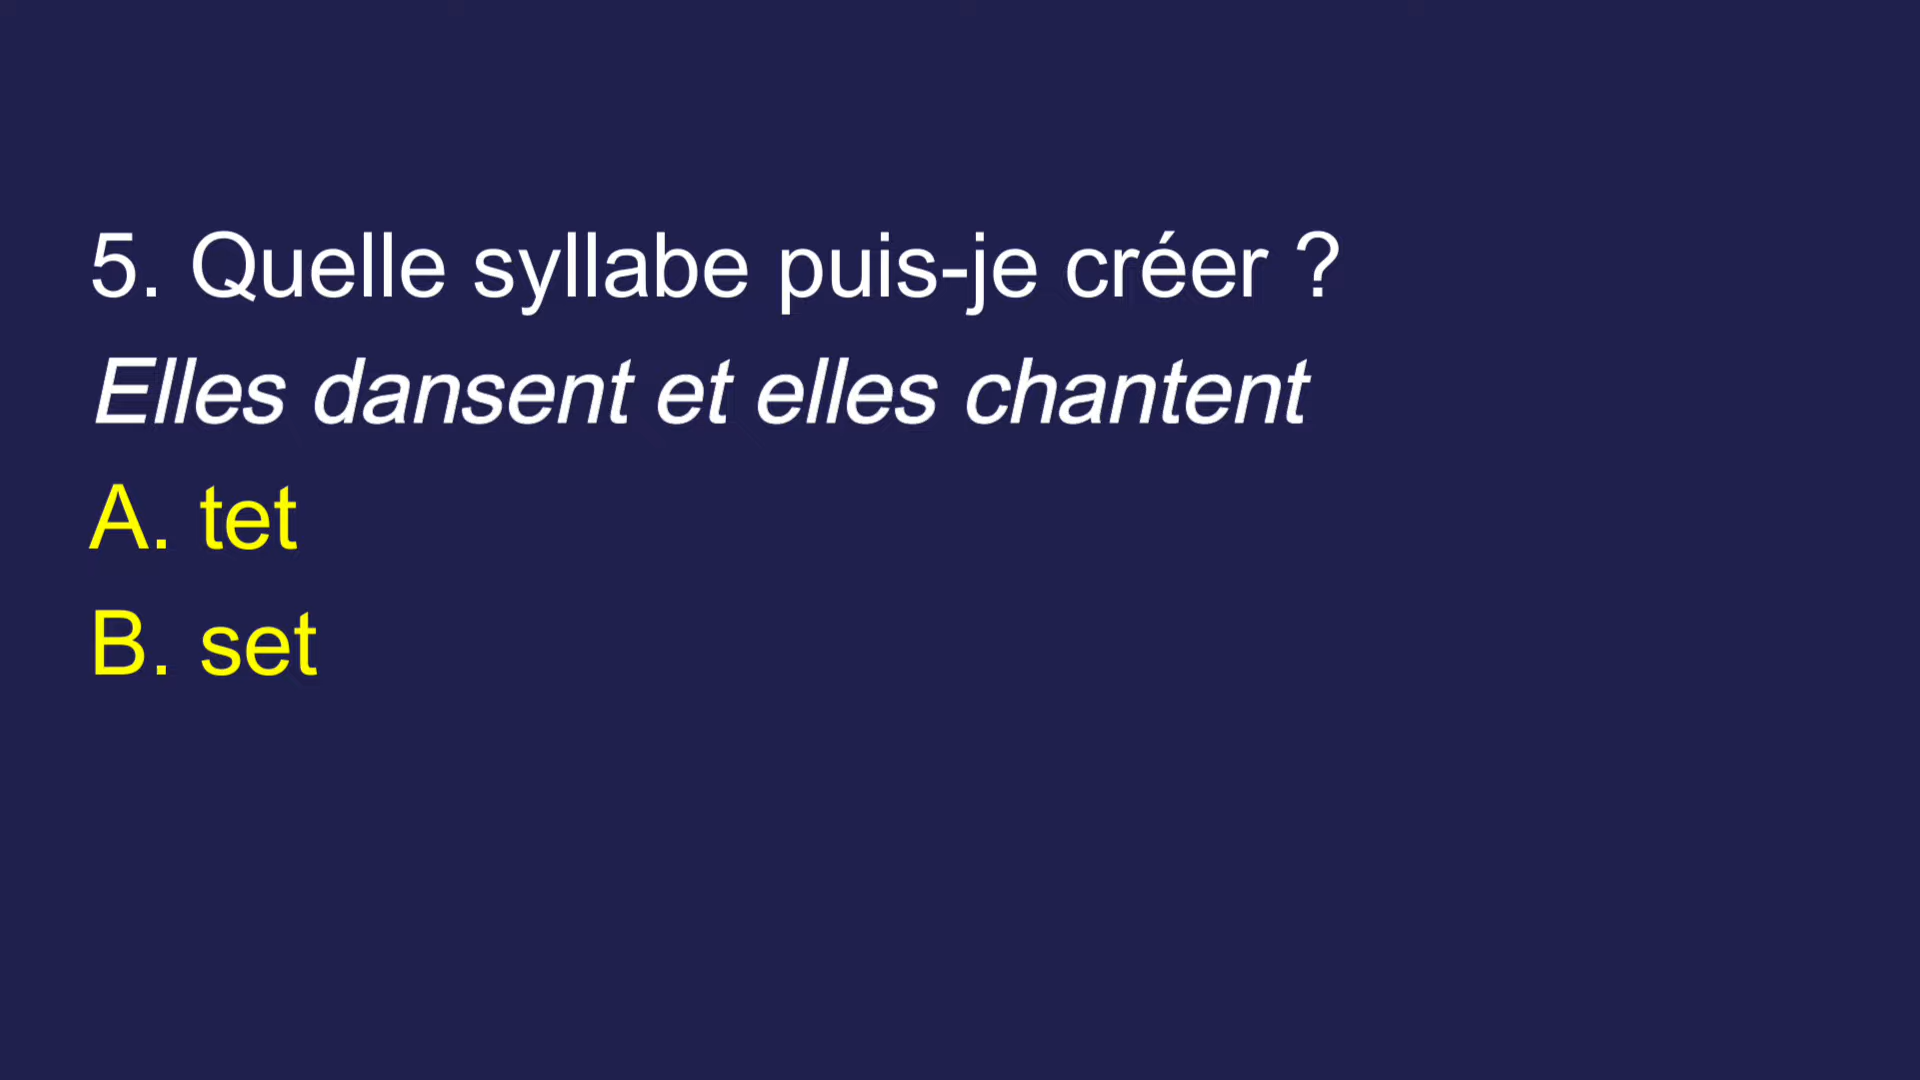 5. Quelle syllabe puis-je créer ?
Elles dansent et elles chantent
A. tet
B. set